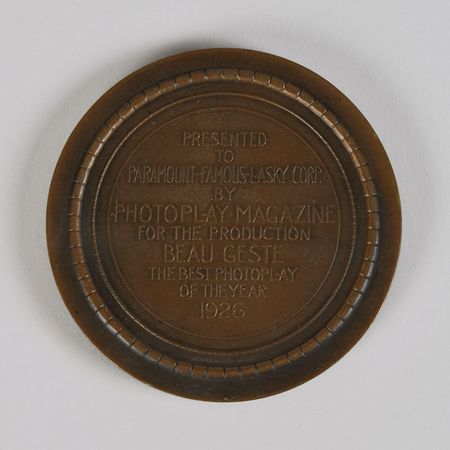 PRESENTED
TO
PARAMOUNT-FAMOUS-LASKY CORP.
BY
PHOTOPLAY MAGAZINE
FOR THE PRODUCTION
BEAU GESTE
THE BEST PHOTOPLAY
OF THE YEAR
1926